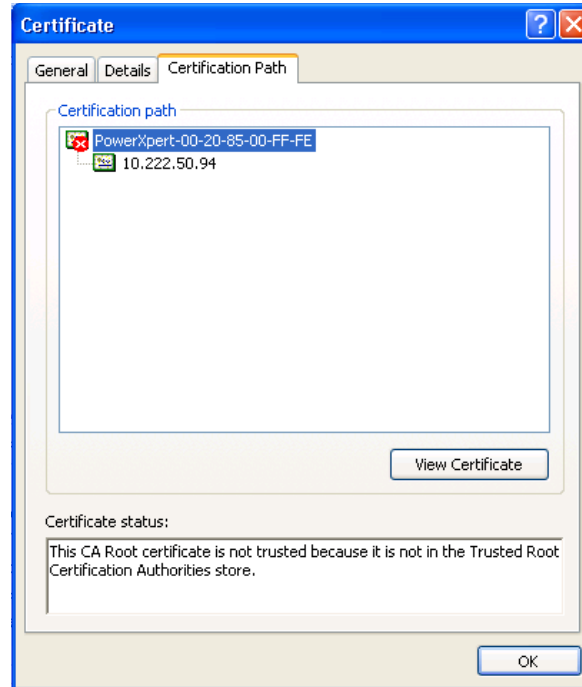 Certificate
General Details Certification Path
Certification path
PowerXpert-00-20-85-00-FF-FE
10.222.50.94
View Certificate
Certificate status:
This CA Root certificate is not trusted because it is not in the Trusted Root
Certification Authorities store.
OK